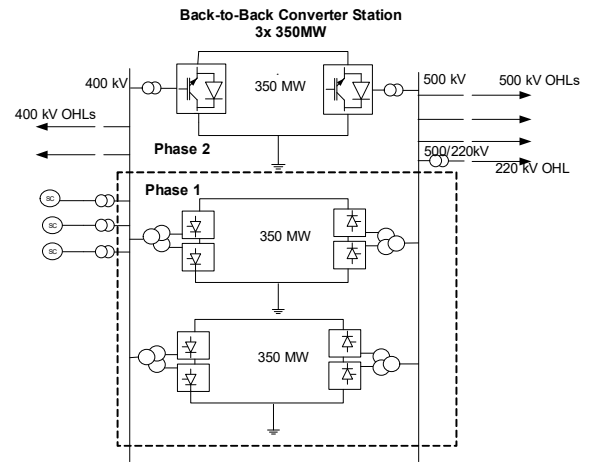 Back-to-Back Converter Station
3x 350MW
400 kV
350 MW
500 kV
500 kV OHLs
400 kV OHLs
Phase 2
500/220kV
220 kV OHL
Phase 1
SC
SC
SC
350 MW
350 MW